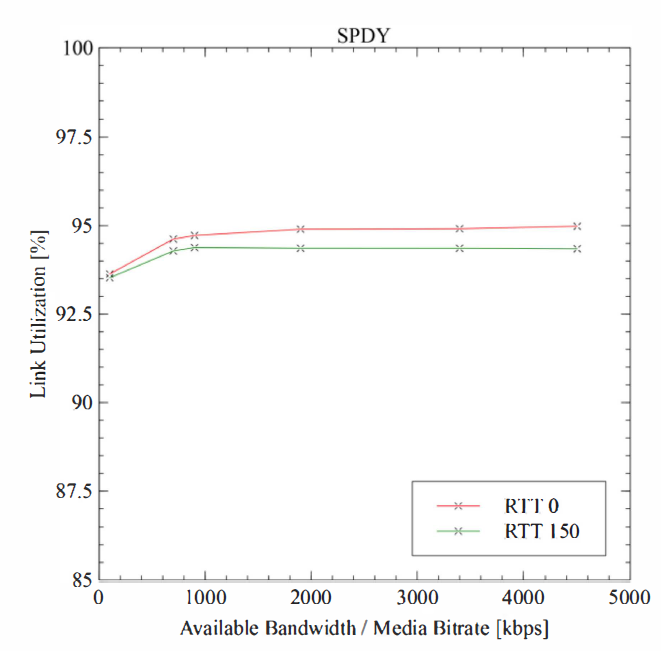 SPDY
100
97.5
95
92.5
90
87.5
85
Link Utilization [%]
RTT 0
RTT 150
0 1000 2000 3000 4000 5000
Available Bandwidth / Media Bitrate [kbps]